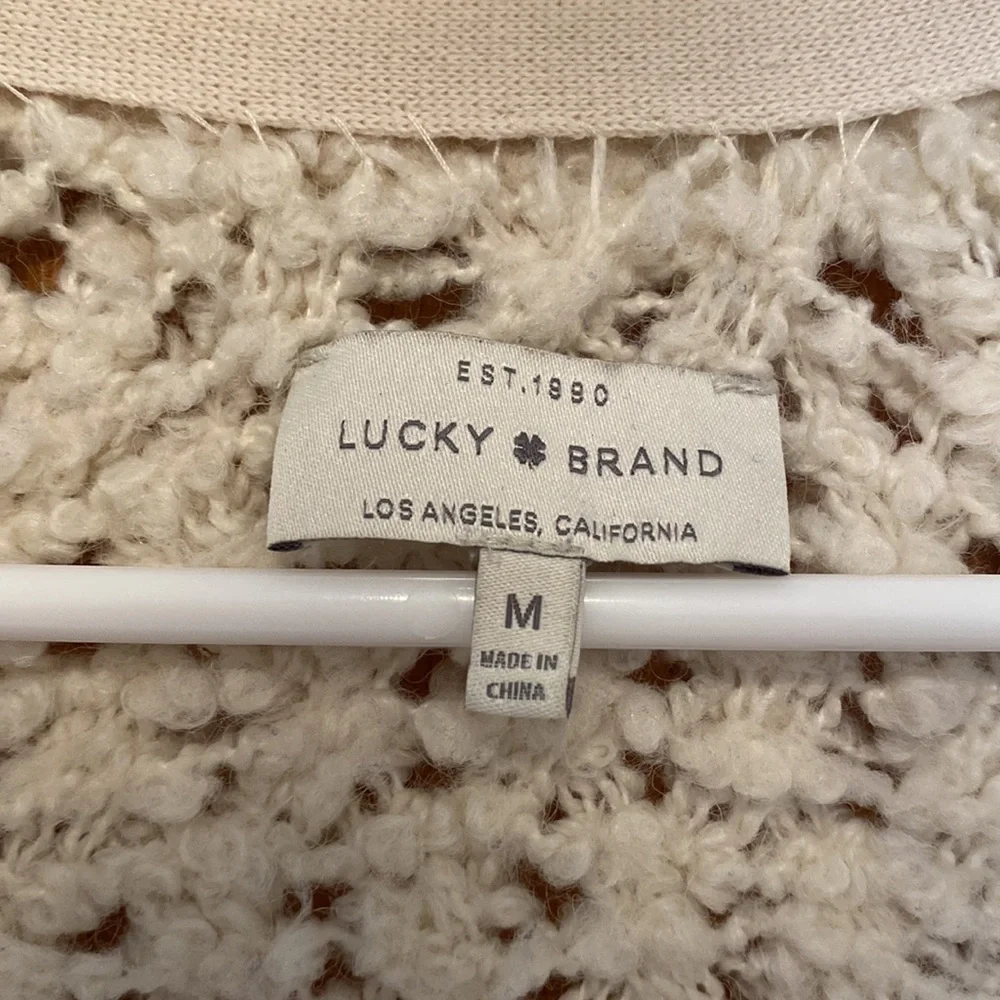 EST.1990
LUCKY BRAND
LOS ANGELES, CALIFORNIA
M
MADE IN
CHINA